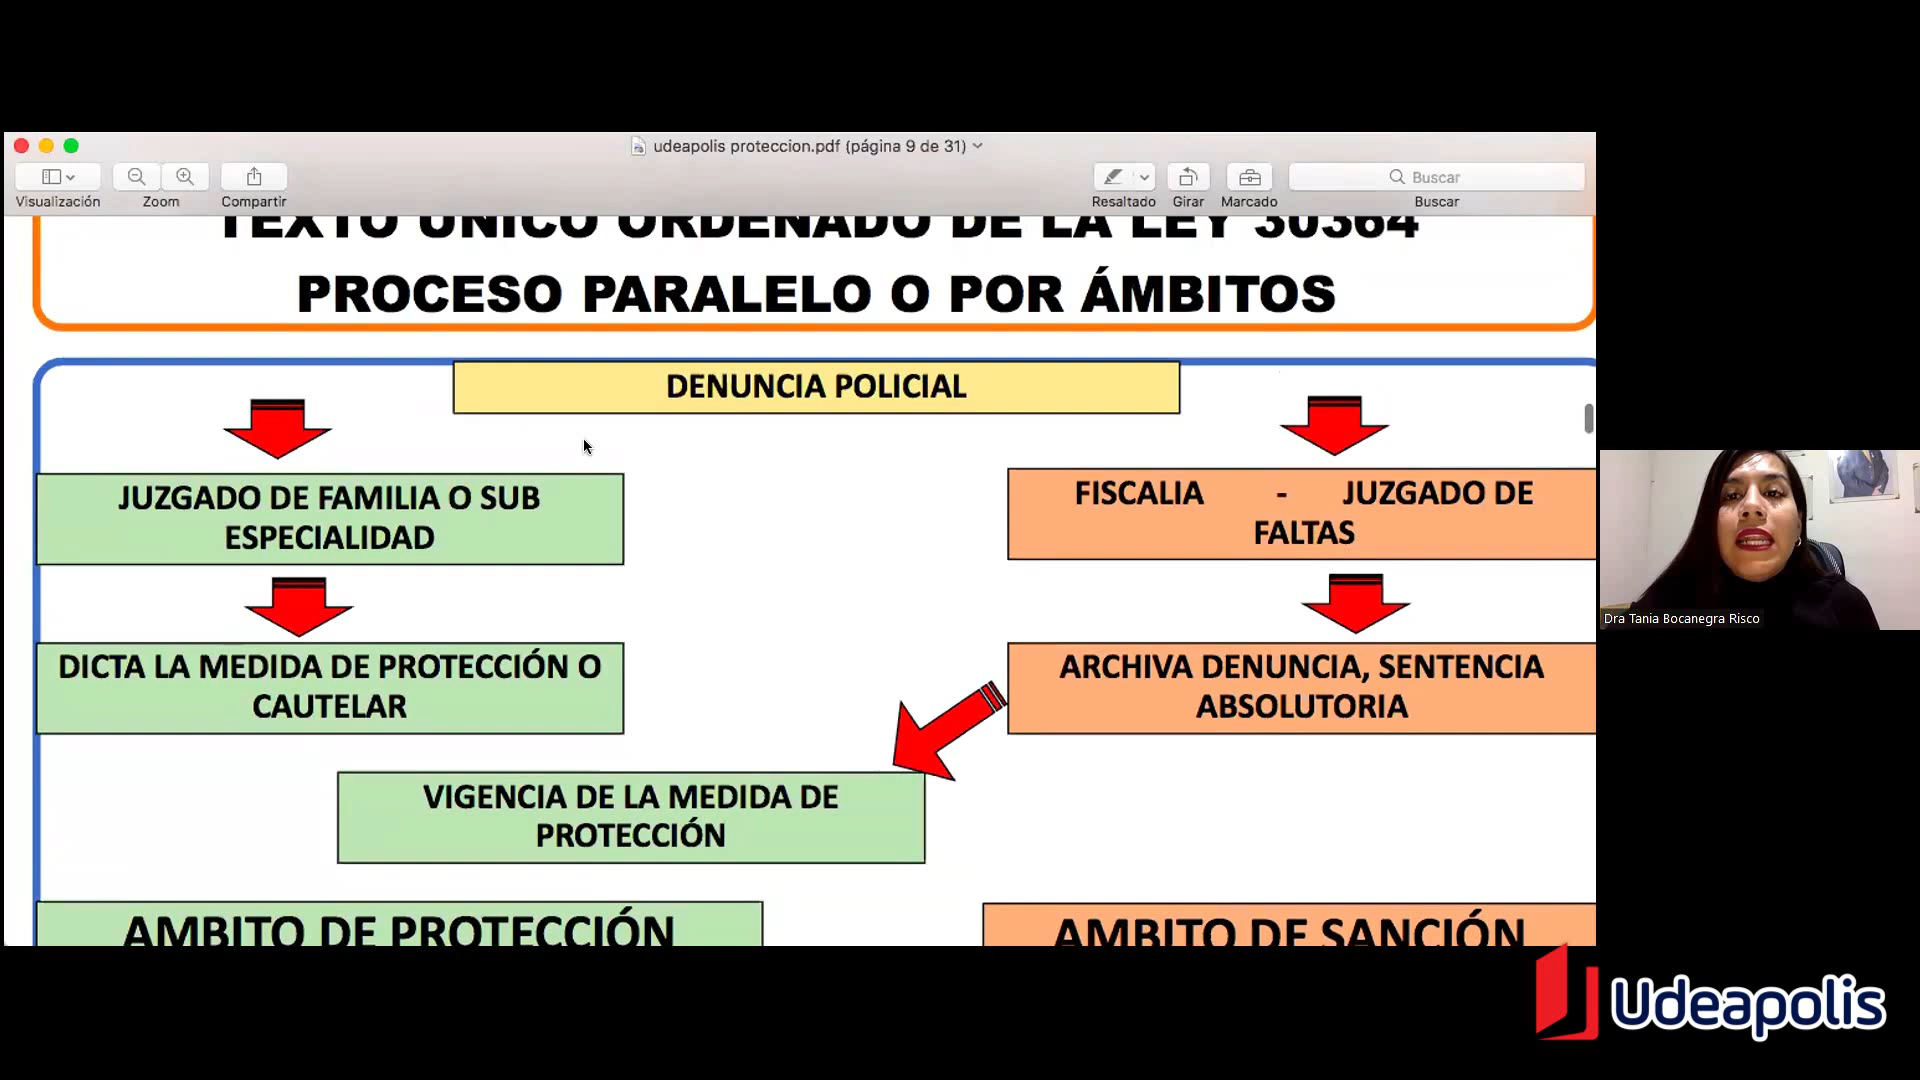 udeapolis proteccion.pdf (página 9 de 31)
Visualización
Zoom
Compartir
Resaltado
Girar
Marcado
Buscar
Buscar
TEXTO UNICO ORDENADO DE LA LEY 30364
PROCESO PARALELO O POR ÁMBITOS
DENUNCIA POLICIAL
JUZGADO DE FAMILIA O SUB
ESPECIALIDAD
FISCALIA - JUZGADO DE
FALTAS
DICTA LA MEDIDA DE PROTECCIÓN O
CAUTELAR
ARCHIVA DENUNCIA, SENTENCIA
ABSOLUTORIA
VIGENCIA DE LA MEDIDA DE
PROTECCIÓN
AMBITO DE PROTECCIÓN
AMBITO DE SANCIÓN
Dra Tania Bocanegra Risco
Udeapolis